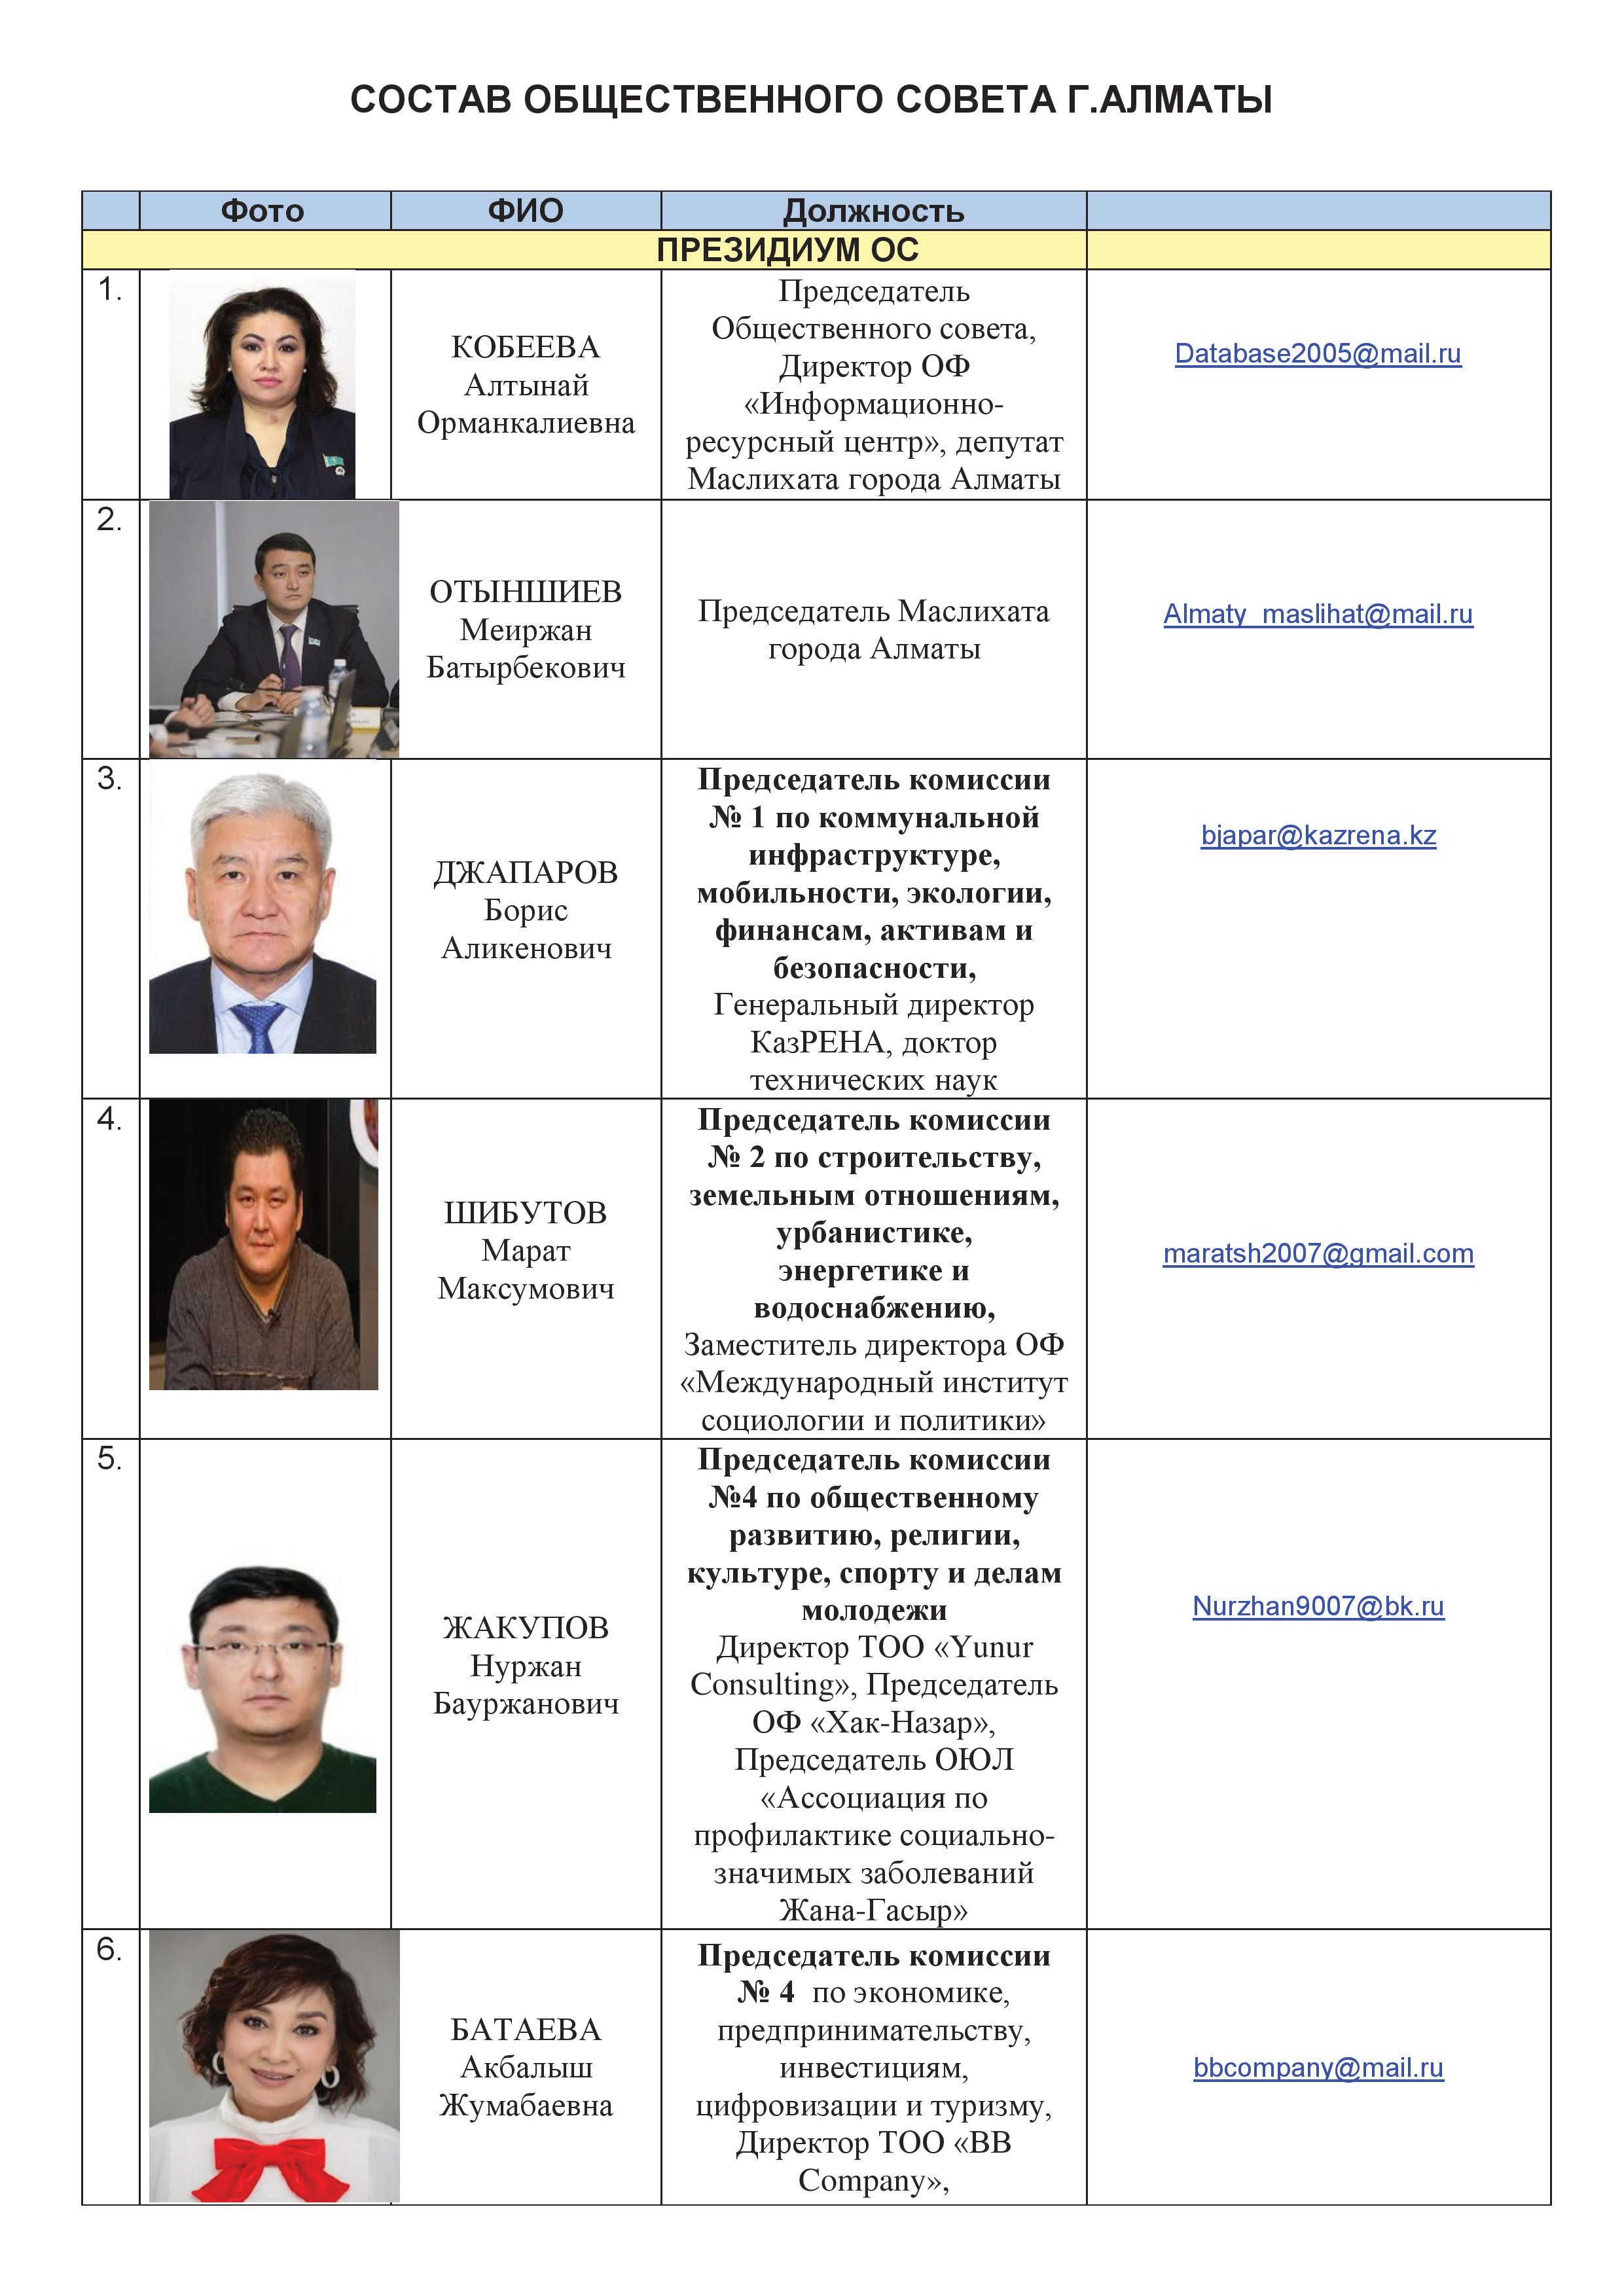 СОСТАВ ОБЩЕСТВЕННОГО СОВЕТА Г.АЛМАТЫ
Фото ФИО Должность
ПРЕЗИДИУМ ОС
1.
КОБЕЕВА
Алтынай
Орманкалиевна
Председатель
Общественного совета,
Директор ОФ
«Информационно-
ресурсный центр», депутат
Маслихата города Алматы
Database2005@mail.ru
2.
ОТЫНШИЕВ
Меиржан
Батырбекович
Председатель Маслихата
города Алматы
Almaty_maslihat@mail.ru
3.
ДЖАПАРОВ
Борис
Аликенович
Председатель комиссии
№ 1 по коммунальной
инфраструктуре,
мобильности, экологии,
финансам, активам и
безопасности,
Генеральный директор
КазРЕНА, доктор
технических наук
bjapar@kazrena.kz
4.
ШИБУТОВ
Марат
Максумович
Председатель комиссии
№ 2 по строительству,
земельным отношениям,
урбанистике,
энергетике и
водоснабжению,
Заместитель директора ОФ
«Международный институт
социологии и политики»
maratsh2007@gmail.com
5.
ЖАКУПОВ
Нуржан
Бауржанович
Председатель комиссии
№4 по общественному
развитию, религии,
культуре, спорту и делам
молодежи
Директор ТОО «Yunur
Consulting», Председатель
ОФ «Хак-Назар»,
Председатель ОЮЛ
«Ассоциация по
профилактике социально-
значимых заболеваний
Жана-Гасыр»
Nurzhan9007@bk.ru
6.
БАТАЕВА
Акбалыш
Жумабаевна
Председатель комиссии
№ 4 по экономике,
предпринимательству,
инвестициям,
цифровизации и туризму,
Директор ТОО «BB
Company»,
bbcompany@mail.ru